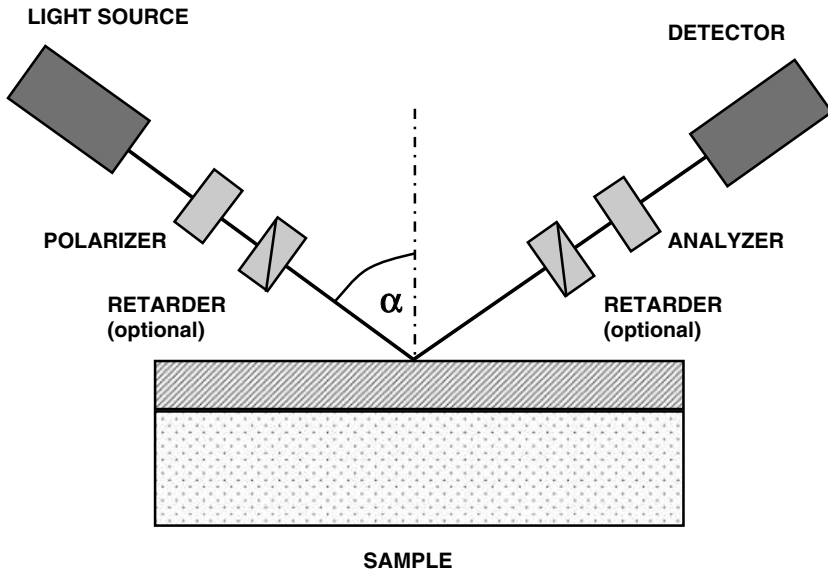 LIGHT SOURCE
DETECTOR
POLARIZER
ANALYZER
α
RETARDER
(optional)
RETARDER
(optional)
SAMPLE